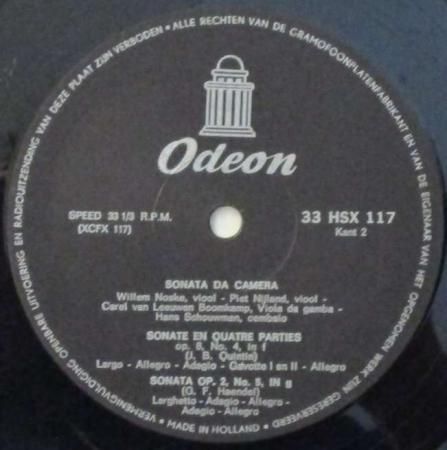 ALLE RECHTEN VAN DE GRAMOFOONPLATENFABRIKANT EN VAN DE EIGENAAR VAN HET OPGENOMEN WERK ZIJN GERESERVEERD
VERMENIGVULDIGING OPENBARE UITVOERING EN RADIOUITZENDING VAN DEZE PLAAT ZIJN VERBODEN
Odeon
SPEED 33 1/3 R.P.M.
(XCFX 117)
33 HSX 117
Kant 2
SONATA DA CAMERA
Willem Noske, viool - Piet Nijland, viool -
Carel van Leeuwen Boomkamp, Viola da gamba -
Hans Schouwman, cembalo
SONATE EN QUATRE PARTIES
op. 8, No. 4, in f
(J. B. Quintin)
Largo - Allegro - Adagio - Gavotte I en II - Allegro
SONATA OP. 2, No. 5, IN g
(G. F. Haendel)
Larghetto - Adagio - Allegro -
Adagio - Allegro
MADE IN HOLLAND